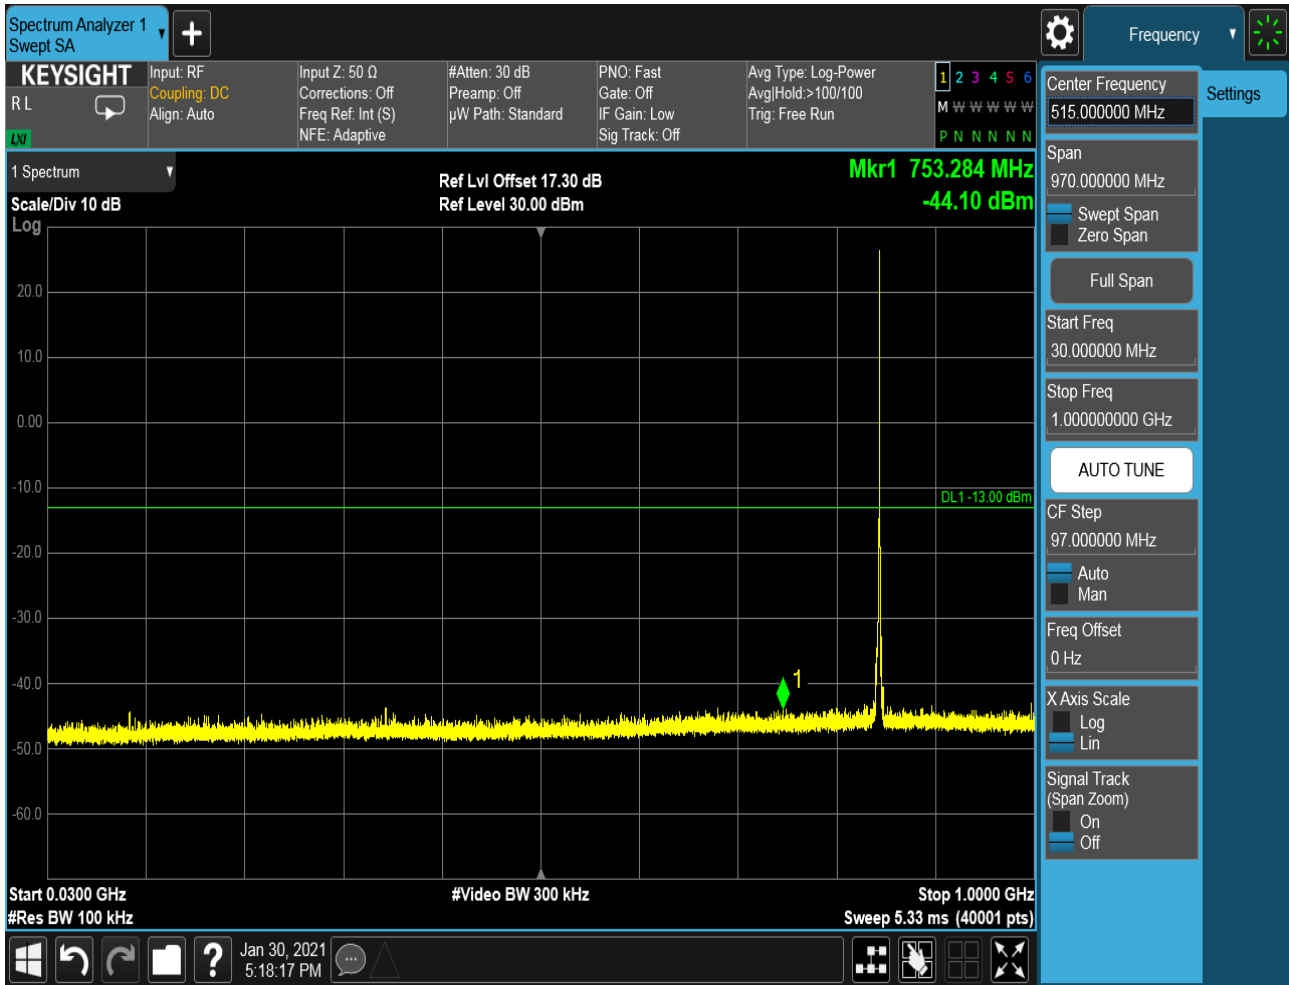 Spectrum Analyzer 1
Swept SA
Frequency
KEYSIGHT
R L
LXI
Input: RF
Coupling: DC
Align: Auto
Input Z: 50 Ω
Corrections: Off
Freq Ref: Int (S)
NFE: Adaptive
#Atten: 30 dB
Preamp: Off
µW Path: Standard
PNO: Fast
Gate: Off
IF Gain: Low
Sig Track: Off
Avg Type: Log-Power
Avg|Hold:>100/100
Trig: Free Run
1 2 3 4 5 6
M W W W W W
P N N N N N
1 Spectrum
Scale/Div 10 dB
Log
Ref Lvl Offset 17.30 dB
Ref Level 30.00 dBm
Mkr1 753.284 MHz
-44.10 dBm
20.0
10.0
0.00
-10.0
DL1 -13.00 dBm
-20.0
-30.0
-40.0
1
-50.0
-60.0
Start 0.0300 GHz
#Video BW 300 kHz
Stop 1.0000 GHz
#Res BW 100 kHz
Sweep 5.33 ms (40001 pts)
?
Jan 30, 2021
5:18:17 PM
Center Frequency
515.000000 MHz
Settings
Span
970.000000 MHz
Swept Span
Zero Span
Full Span
Start Freq
30.000000 MHz
Stop Freq
1.000000000 GHz
AUTO TUNE
CF Step
97.000000 MHz
Auto
Man
Freq Offset
0 Hz
X Axis Scale
Log
Lin
Signal Track
(Span Zoom)
On
Off